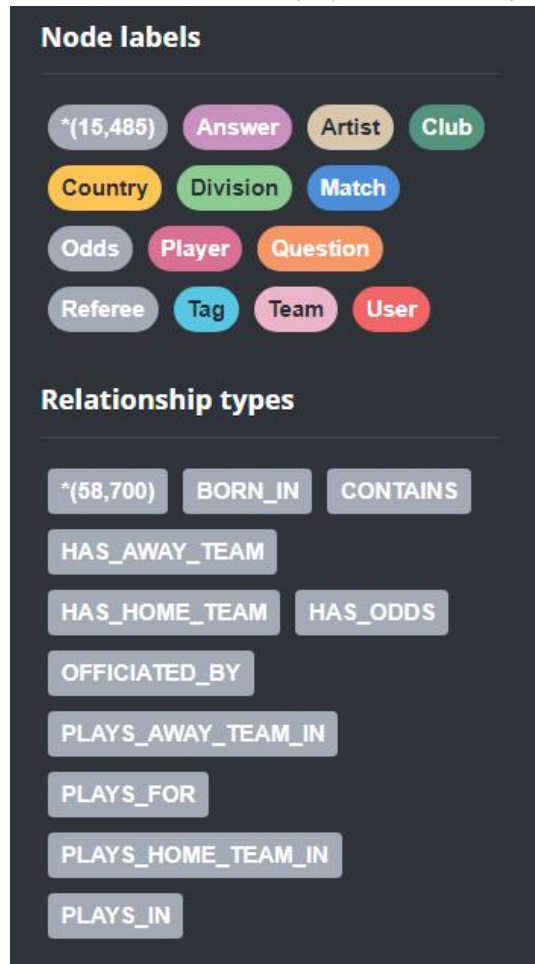 Node labels
*(15,485) Answer Artist Club
Country Division Match
Odds Player Question
Referee Tag Team User
Relationship types
*(58,700) BORN_IN CONTAINS
HAS_AWAY_TEAM
HAS_HOME_TEAM HAS_ODDS
OFFICIATED_BY
PLAYS_AWAY_TEAM_IN
PLAYS_FOR
PLAYS_HOME_TEAM_IN
PLAYS_IN